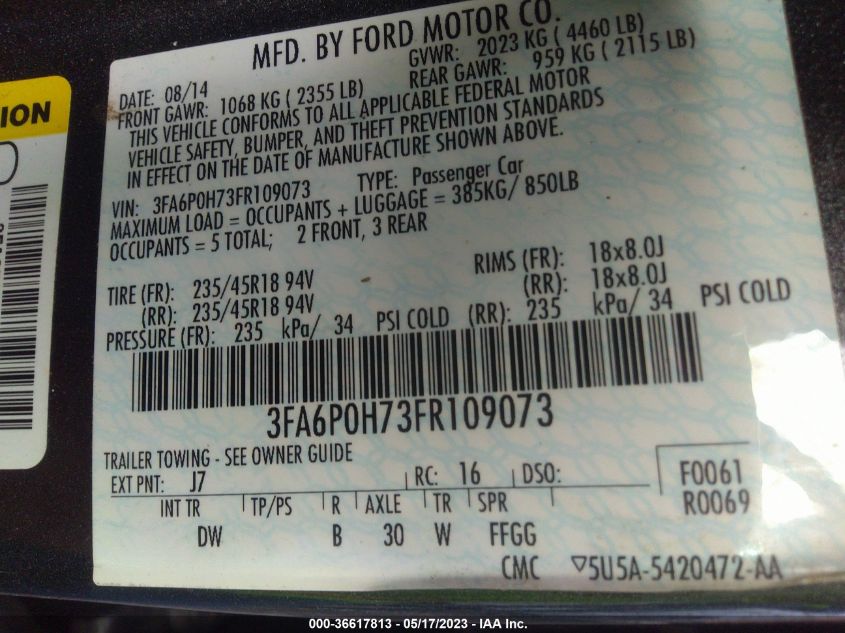 MFD. BY FORD MOTOR CO.
DATE: 08/14 GVWR: 2023 KG ( 4460 LB)
FRONT GAWR: 1068 KG ( 2355 LB) REAR GAWR: 959 KG ( 2115 LB)
THIS VEHICLE CONFORMS TO ALL APPLICABLE FEDERAL MOTOR
VEHICLE SAFETY, BUMPER, AND THEFT PREVENTION STANDARDS
IN EFFECT ON THE DATE OF MANUFACTURE SHOWN ABOVE.
VIN: 3FA6P0H73FR109073 TYPE: Passenger Car
MAXIMUM LOAD = OCCUPANTS + LUGGAGE = 385KG/ 850LB
OCCUPANTS = 5 TOTAL; 2 FRONT, 3 REAR
TIRE (FR): 235/45R18 94V RIMS (FR): 18x8.0J
(RR): 235/45R18 94V (RR): 18x8.0J
PRESSURE (FR): 235 kPa/ 34 PSI COLD (RR): 235 kPa/ 34 PSI COLD
3FA6P0H73FR109073
TRAILER TOWING - SEE OWNER GUIDE
EXT PNT: J7 RC: 16 DSO: F0061
INT TR TP/PS R AXLE TR SPR R0069
DW B 30 W FFGG
CMC ▽5U5A-5420472-AA
ION
000-36617813 - 05/17/2023 - IAA Inc.